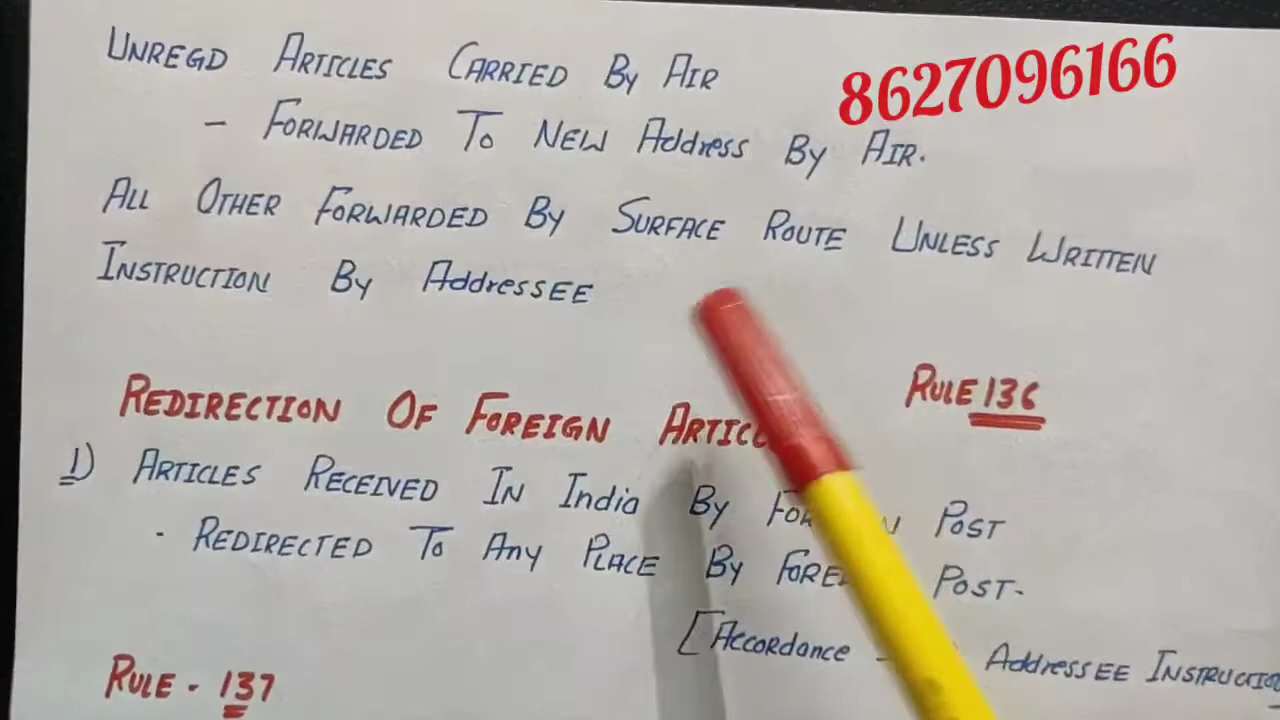 UNREGD ARTICLES CARRIED BY AIR
8627096166
- FORWARDED TO NEW Address By AIR.
All OTHER FORWARDED By SURFACE ROUTE UNLESS WRITTEN
INSTRUCTION By AddressEE
REDIRECTION OF FOREIGN
RULE 136
1) ARTICLES RECEIVED IN India By POST
- REDIRECTED TO Any PLACE By POST.
[Accordance - AddressEE
RULE - 137